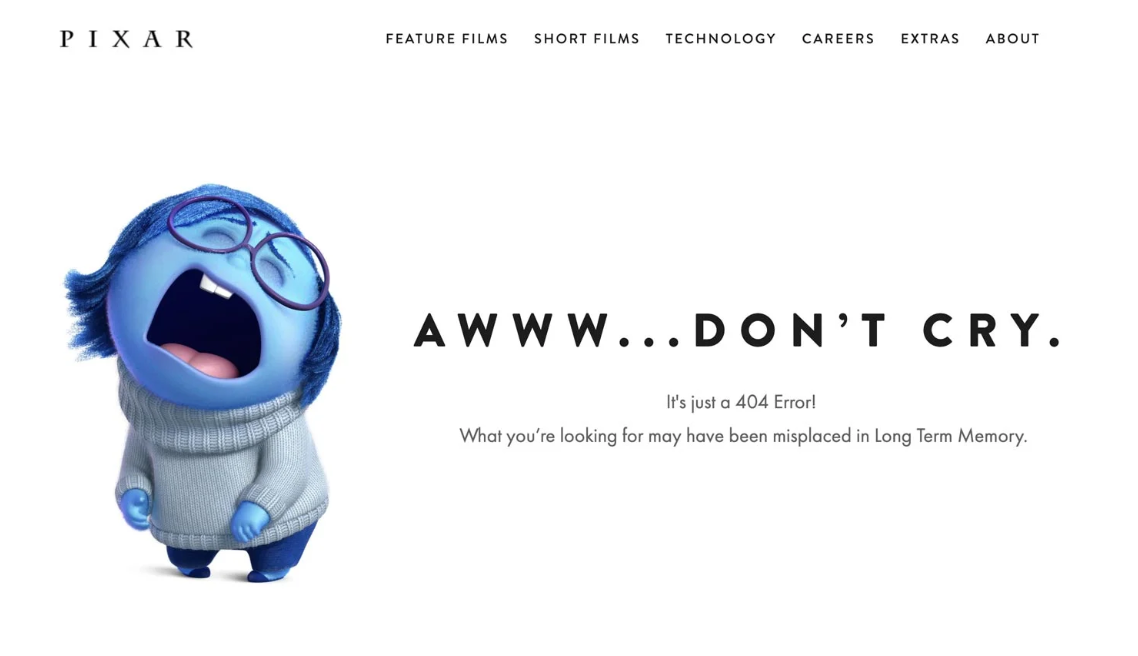 PIXAR
FEATURE FILMS SHORT FILMS TECHNOLOGY CAREERS EXTRAS ABOUT
AWWW...DON’T CRY.
It's just a 404 Error!
What you’re looking for may have been misplaced in Long Term Memory.